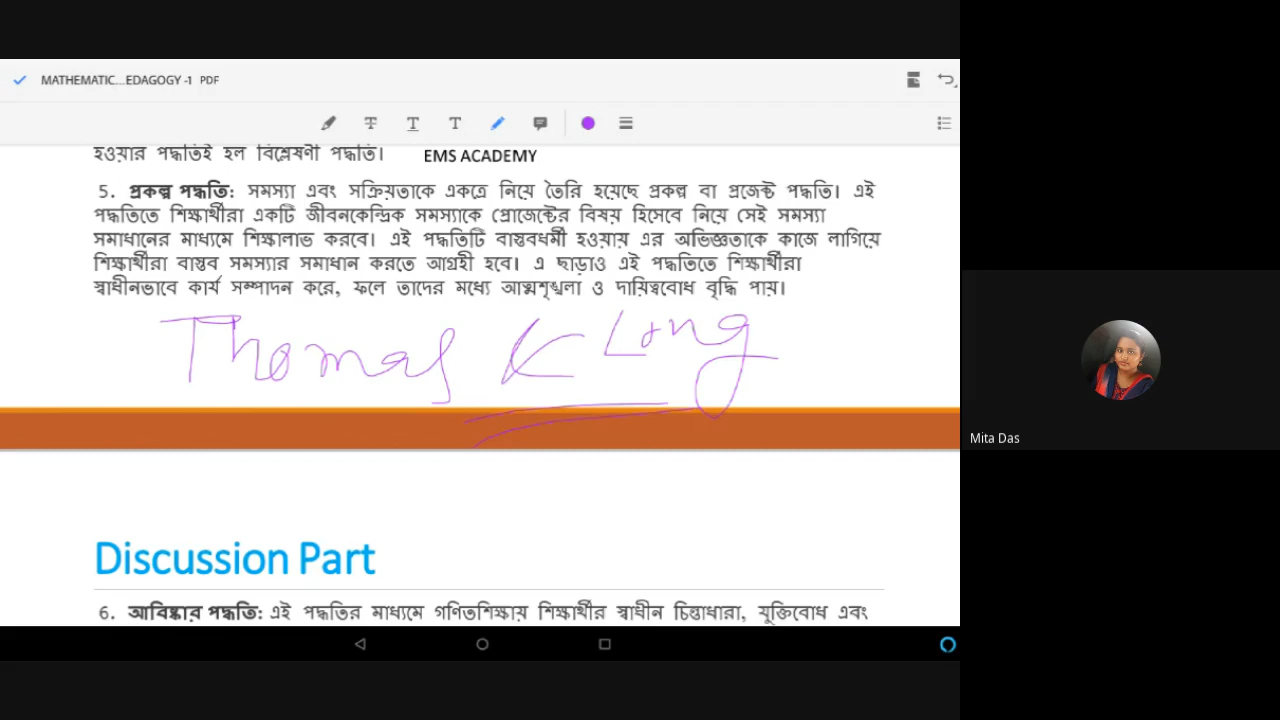 MATHEMATIC...EDAGOGY -1 PDF
হওয়ার পদ্ধতিই হল বিশ্লেষণী পদ্ধতি।
EMS ACADEMY
5. প্রকল্প পদ্ধতি: সমস্যা এবং সক্রিয়তাকে একত্রে নিয়ে তৈরি হয়েছে প্রকল্প বা প্রজেক্ট পদ্ধতি। এই
পদ্ধতিতে শিক্ষার্থীরা একটি জীবনকেন্দ্রিক সমস্যাকে প্রোজেক্টের বিষয় হিসেবে নিয়ে সেই সমস্যা
সমাধানের মাধ্যমে শিক্ষালাভ করবে। এই পদ্ধতিটি বাস্তবধর্মী হওয়ায় এর অভিজ্ঞতাকে কাজে লাগিয়ে
শিক্ষার্থীরা বাস্তব সমস্যার সমাধান করতে আগ্রহী হবে। এ ছাড়াও এই পদ্ধতিতে শিক্ষার্থীরা
স্বাধীনভাবে কার্য সম্পাদন করে, ফলে তাদের মধ্যে আত্মশৃঙ্খলা ও দায়িত্ববোধ বৃদ্ধি পায়।
Thomas K Long
Discussion Part
6. আবিষ্কার পদ্ধতি: এই পদ্ধতির মাধ্যমে গণিতশিক্ষায় শিক্ষার্থীর স্বাধীন চিন্তাধারা, যুক্তিবোধ এবং
Mita Das